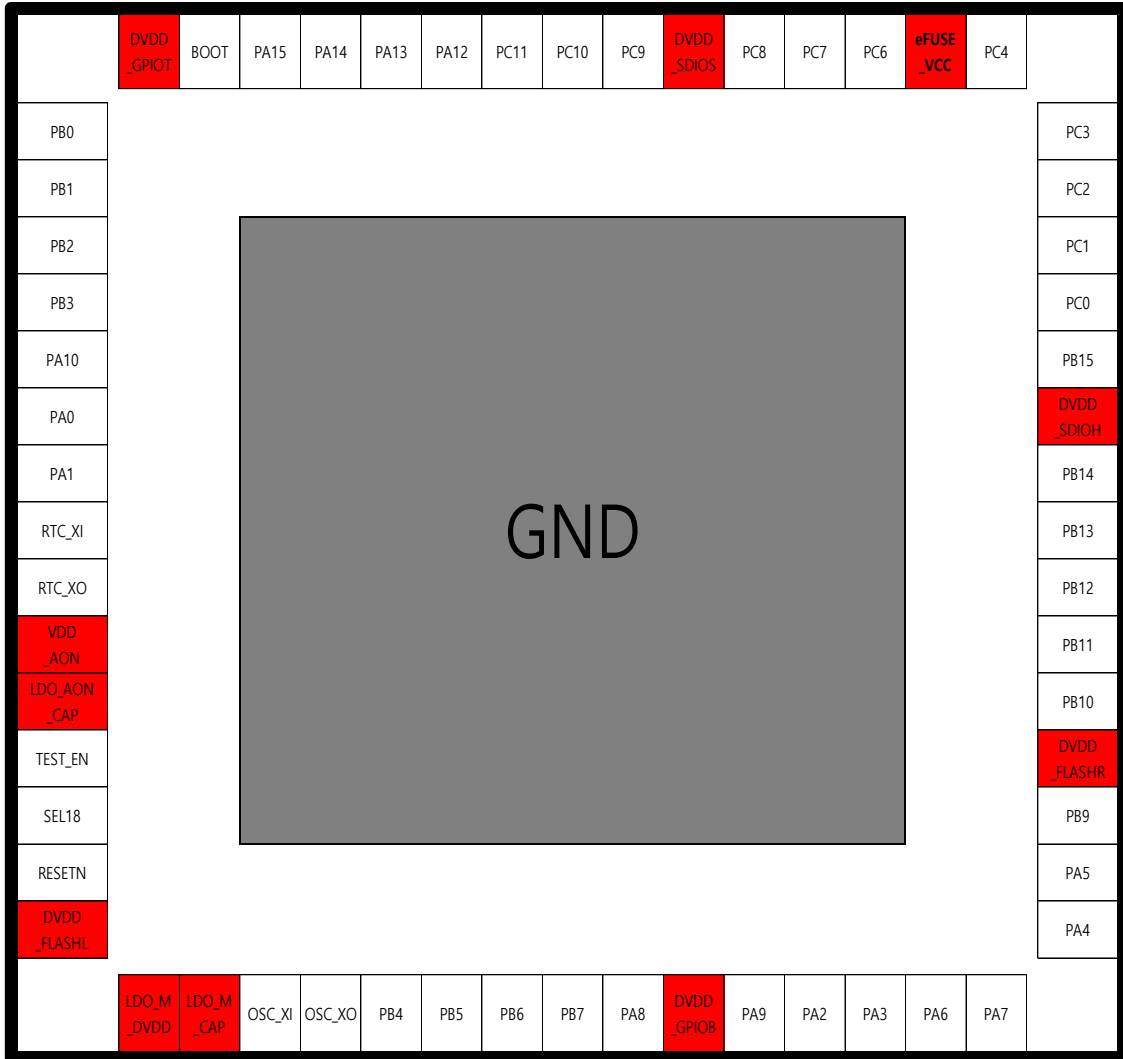 DVDD
_GPIOT
BOOT
PA15
PA14
PA13
PA12
PC11
PC10
PC9
DVDD
_SDIOS
PC8
PC7
PC6
eFUSE
_VCC
PC4
PB0
PB1
PB2
PB3
PA10
PA0
PA1
RTC_XI
RTC_XO
VDD
_AON
LDO_AON
_CAP
TEST_EN
SEL18
RESETN
DVDD
_FLASHL
GND
PC3
PC2
PC1
PC0
PB15
DVDD
_SDIOH
PB14
PB13
PB12
PB11
PB10
DVDD
_FLASHR
PB9
PA5
PA4
LDO_M
_DVDD
LDO_M
_CAP
OSC_XI
OSC_XO
PB4
PB5
PB6
PB7
PA8
DVDD
_GPIOB
PA9
PA2
PA3
PA6
PA7